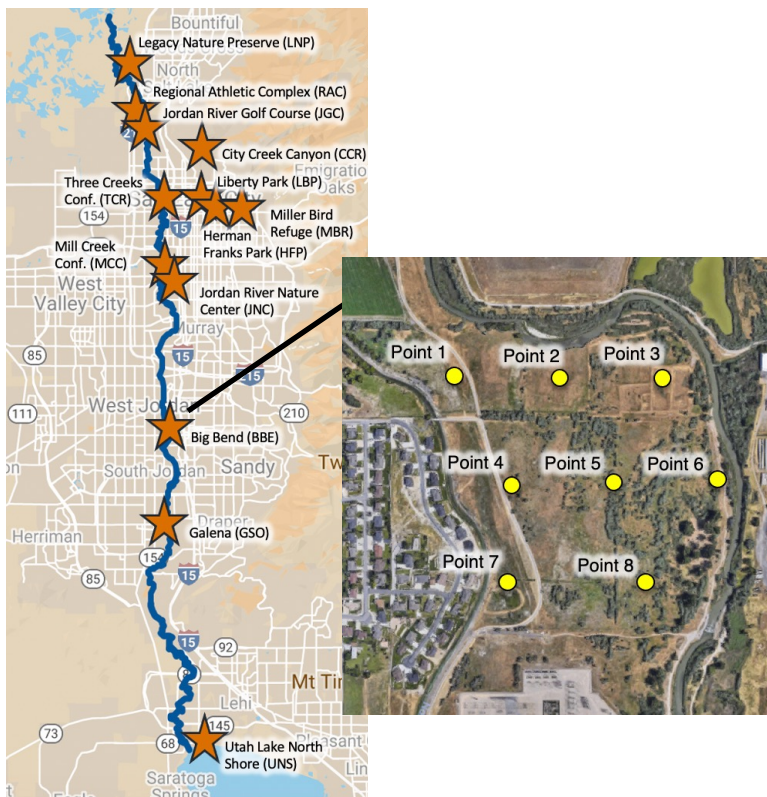 Bountiful
Legacy Nature Preserve (LNP)
North
Regional Athletic Complex (RAC)
Jordan River Golf Course (JGC)
City Creek Canyon (CCR)
Emigratio
Oaks
Three Creeks
Conf. (TCR)
Liberty Park (LBP)
154
15
Miller Bird
Refuge (MBR)
Herman
Franks Park (HFP)
Mill Creek
Conf. (MCC)
West
Valley City
Jordan River Nature
Center (JNC)
Murray
85
15
215
111
West Jordan
210
Big Bend (BBE)
South Jordan
Sandy
Tw
Draper
Galena (GSO)
Herriman
154
85
15
15
92
Mt Tim
Lehi
73
145
68
Pleasant
Utah Lake North
Shore (UNS)
Lin
Saratoga
Springs
Point 1
Point 2
Point 3
Point 4
Point 5
Point 6
Point 7
Point 8